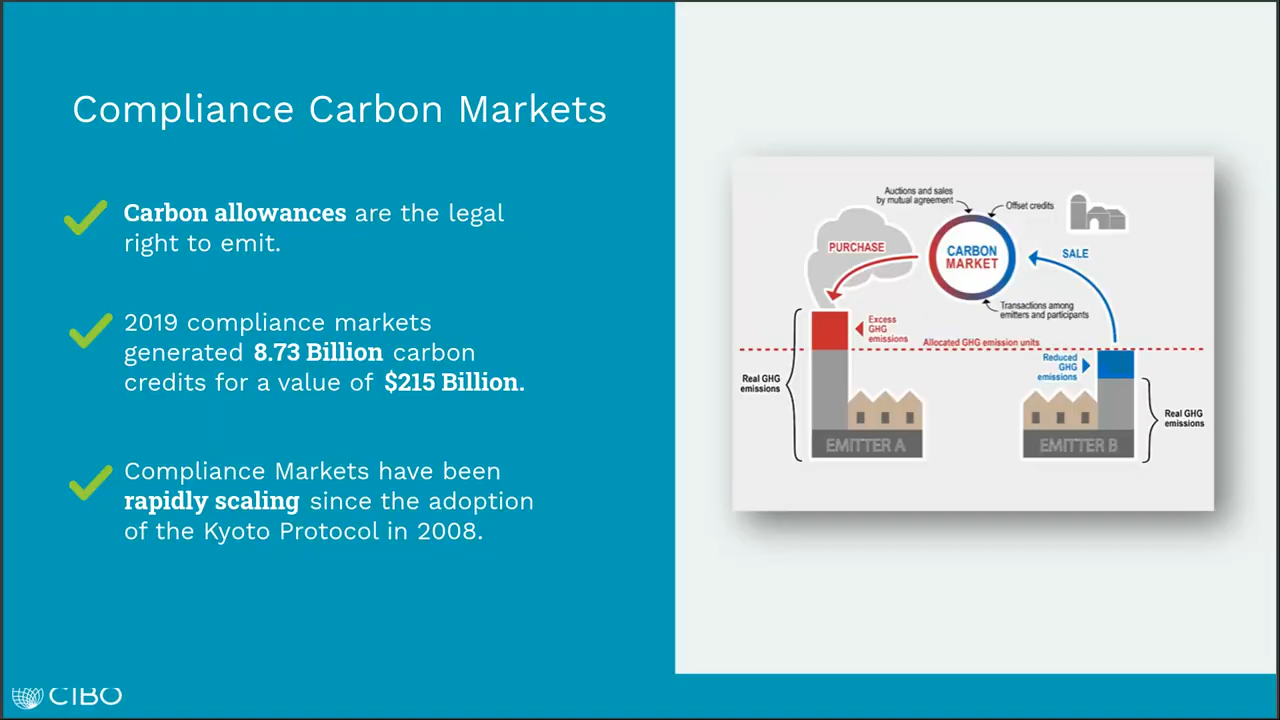 Compliance Carbon Markets
Carbon allowances are the legal
right to emit.
2019 compliance markets
generated 8.73 Billion carbon
credits for a value of $215 Billion.
Compliance Markets have been
rapidly scaling since the adoption
of the Kyoto Protocol in 2008.
Auctions and sales
by mutual agreement
Offset credits
PURCHASE
CARBON
MARKET
SALE
Transactions among
emitters and participants
Excess
GHG
emissions
Allocated GHG emission units
Reduced
GHG
emissions
Real GHG
emissions
Real GHG
emissions
EMITTER A
EMITTER B
CIBO